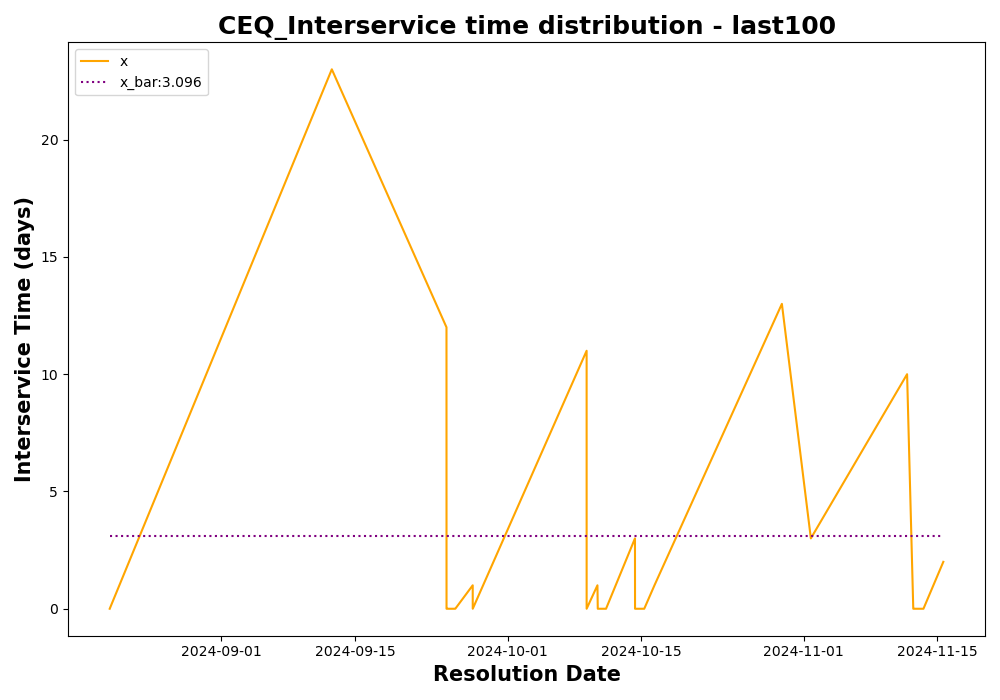 CEQ_Interservice time distribution - last100
x
x_bar:3.096
Interservice Time (days)
20
15
10
5
0
2024-09-01
2024-09-15
2024-10-01
2024-10-15
2024-11-01
2024-11-15
Resolution Date